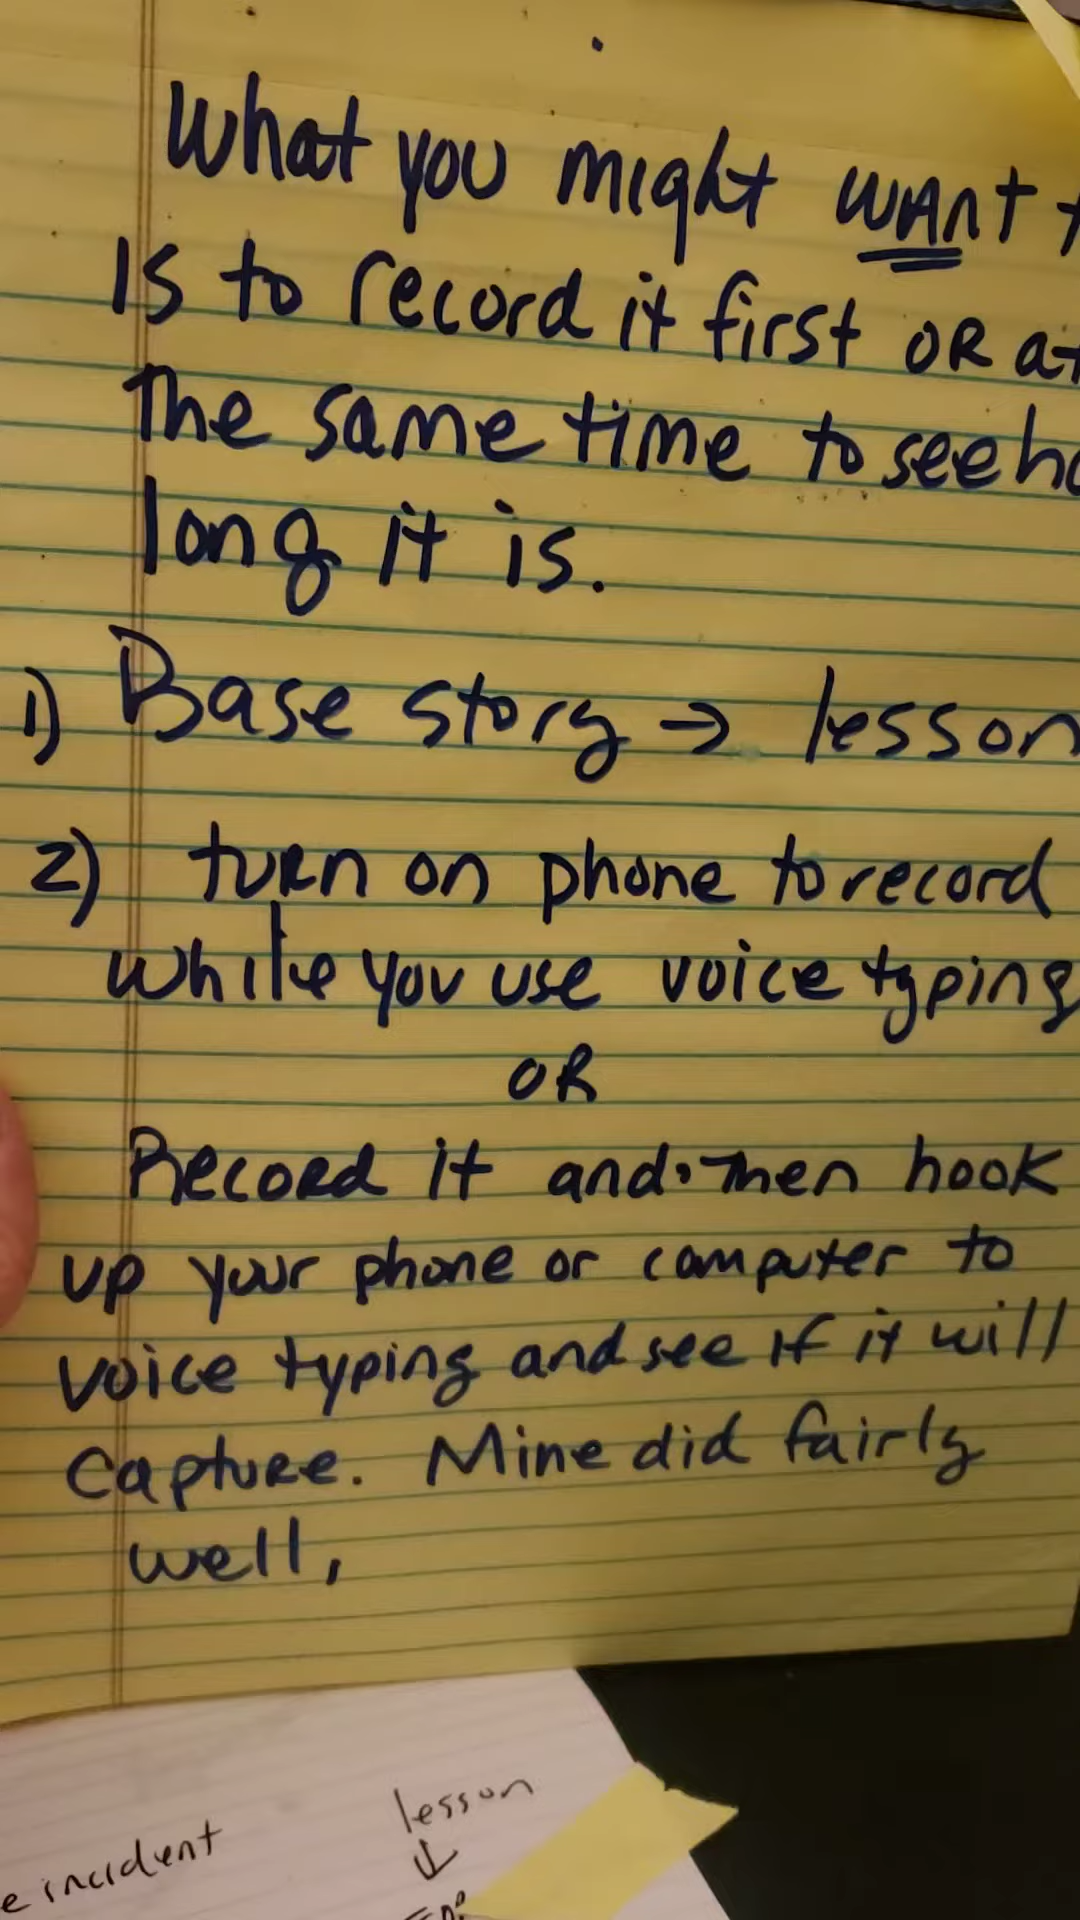 What you might WANT t
IS to record it first OR at
The same time to see ho
long it is.
1) Base story → lesson
2) turn on phone to record
while you use voice typing
OR
Record it and. Then hook
up your phone or computer to
voice typing and see if it will
capture. Mine did fairly
well,
lesson
↓
e incident